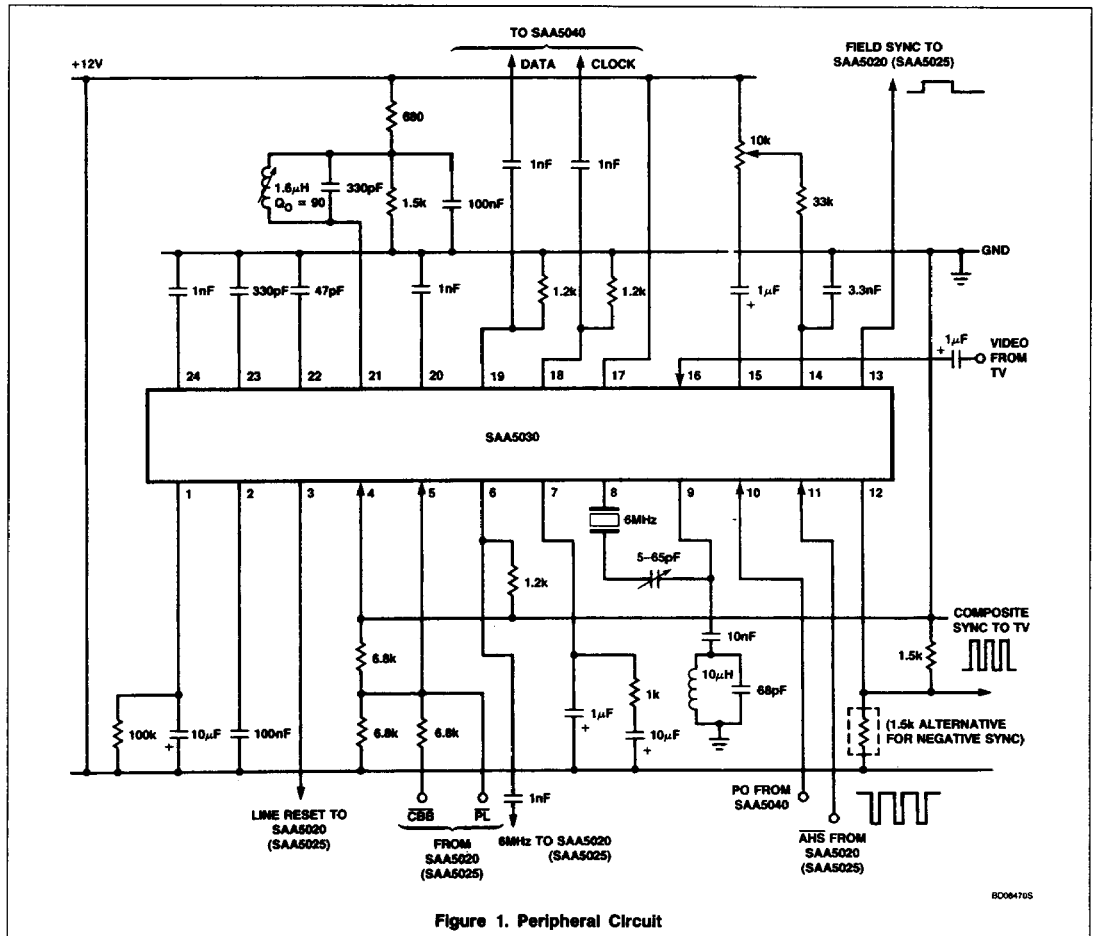 TO SAA5040
+12V
DATA
CLOCK
FIELD SYNC TO
SAA5020 (SAA5025)
680
10k
1nF
1nF
1.6μH
Q₀ = 90
330pF
1.5k
100nF
33k
GND
1nF
330pF
47pF
1nF
1.2k
1.2k
1μF
+
3.3nF
1μF
+
VIDEO
FROM
TV
24
23
22
21
20
19
18
17
16
15
14
13
SAA5030
1
2
3
4
5
6
7
8
9
10
11
12
6MHz
5–65pF
1.2k
COMPOSITE
SYNC TO TV
10nF
1.5k
6.8k
10μH
68pF
1k
100k
10μF
+
100nF
6.8k
6.8k
1μF
+
10μF
+
(1.5k ALTERNATIVE
FOR NEGATIVE SYNC)
1nF
LINE RESET TO
SAA5020
(SAA5025)
CBB
PL
FROM
SAA5020
(SAA5025)
6MHz TO SAA5020
(SAA5025)
PO FROM
SAA5040
AHS FROM
SAA5020
(SAA5025)
BD08470S
Figure 1. Peripheral Circuit